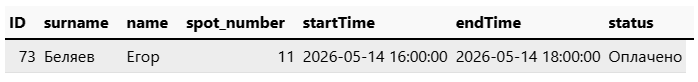 ID surname name spot_number startTime endTime status
73 Беляев Егор 11 2026-05-14 16:00:00 2026-05-14 18:00:00 Оплачено